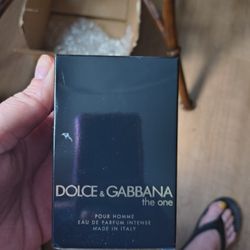 DOLCE & GABBANA
the one
POUR HOMME
EAU DE PARFUM INTENSE
MADE IN ITALY